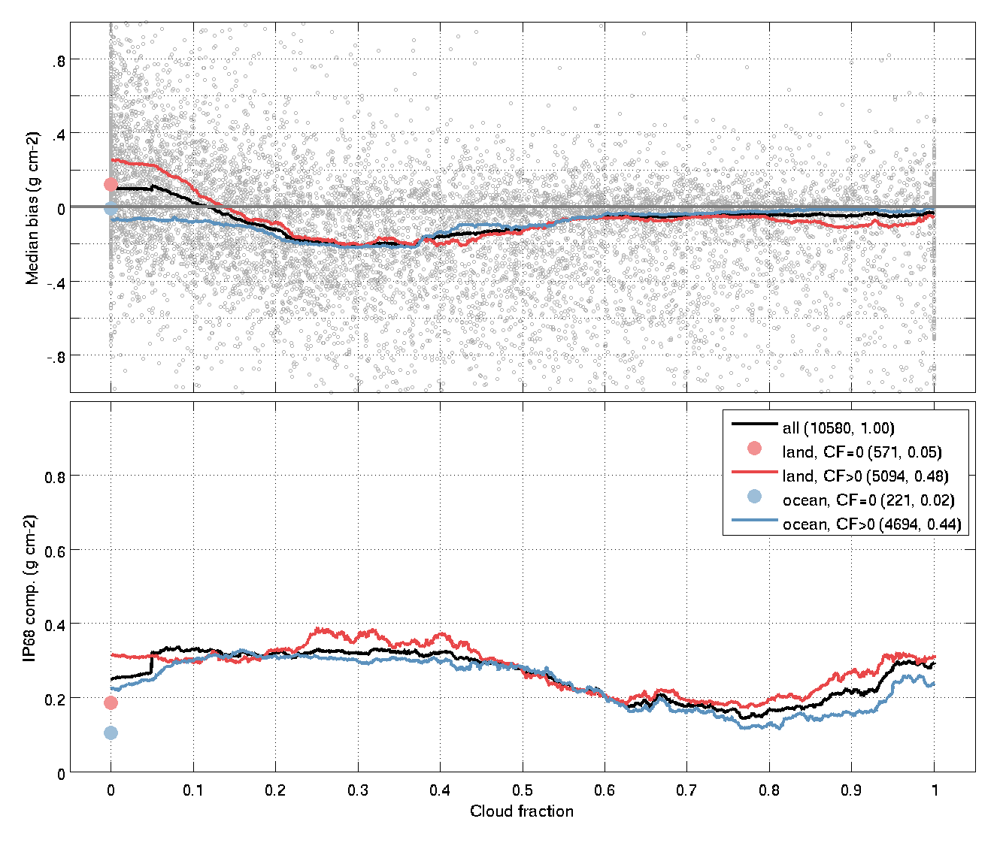 .8
.4
0
-.4
-.8
Median bias (g cm-2)
all (10580, 1.00)
land, CF=0 (571, 0.05)
land, CF>0 (5094, 0.48)
ocean, CF=0 (221, 0.02)
ocean, CF>0 (4694, 0.44)
0.8
0.6
0.4
0.2
0
IP68 comp. (g cm-2)
0 0.1 0.2 0.3 0.4 0.5 0.6 0.7 0.8 0.9 1
Cloud fraction